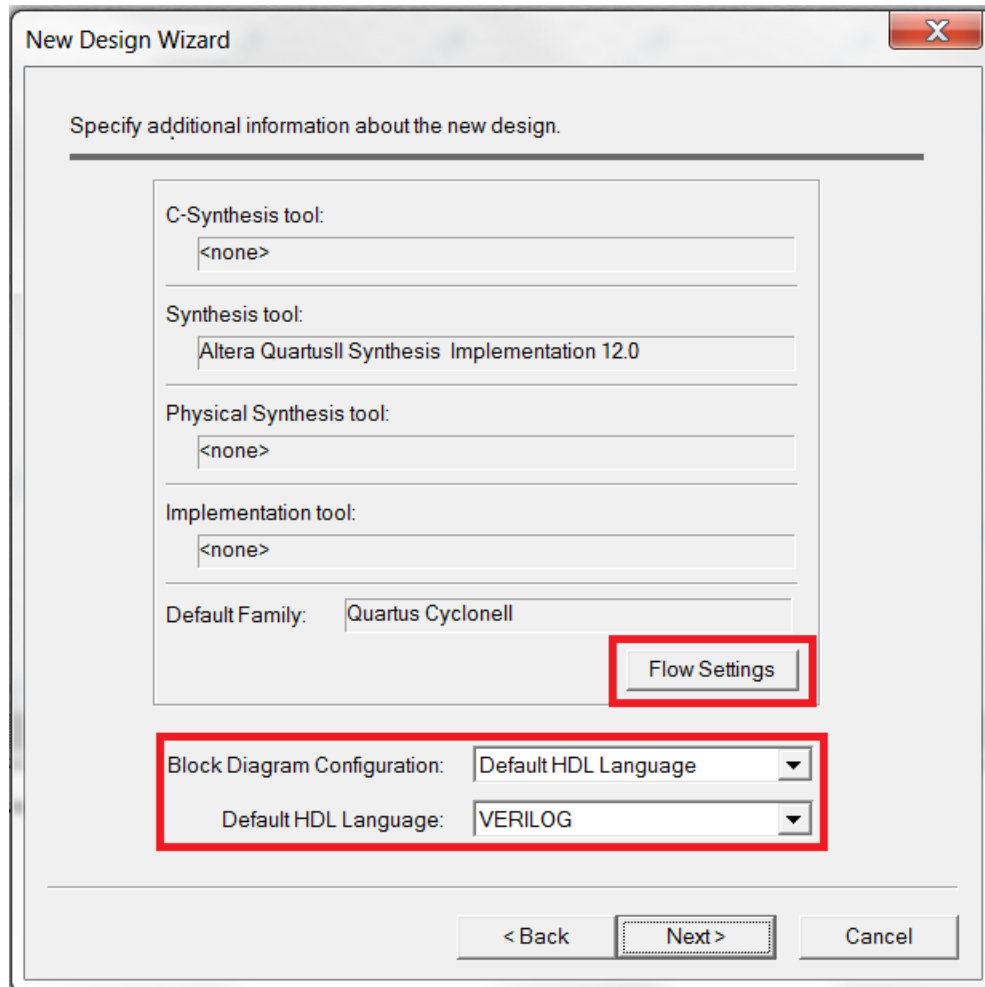 New Design Wizard
X
Specify additional information about the new design.
C-Synthesis tool:
<none>
Synthesis tool:
Altera QuartusII Synthesis Implementation 12.0
Physical Synthesis tool:
<none>
Implementation tool:
<none>
Default Family: Quartus CycloneII
Flow Settings
Block Diagram Configuration: Default HDL Language
Default HDL Language: VERILOG
< Back Next > Cancel